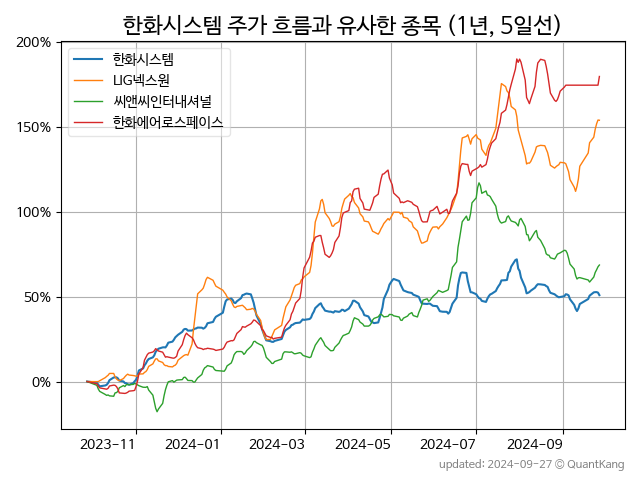 한화시스템 주가 흐름과 유사한 종목 (1년, 5일선)
200%
150%
100%
50%
0%
한화시스템
LIG넥스원
씨앤씨인터내셔널
한화에어로스페이스
2023-11 2024-01 2024-03 2024-05 2024-07 2024-09
updated: 2024-09-27 © QuantKang